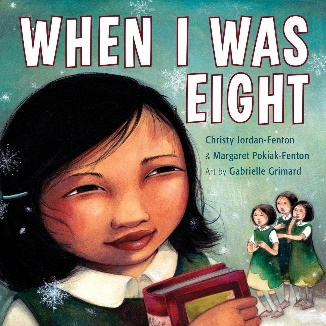 WHEN I WAS
EIGHT
Christy Jordan-Fenton
& Margaret Pokiak-Fenton
Art by Gabrielle Grimard